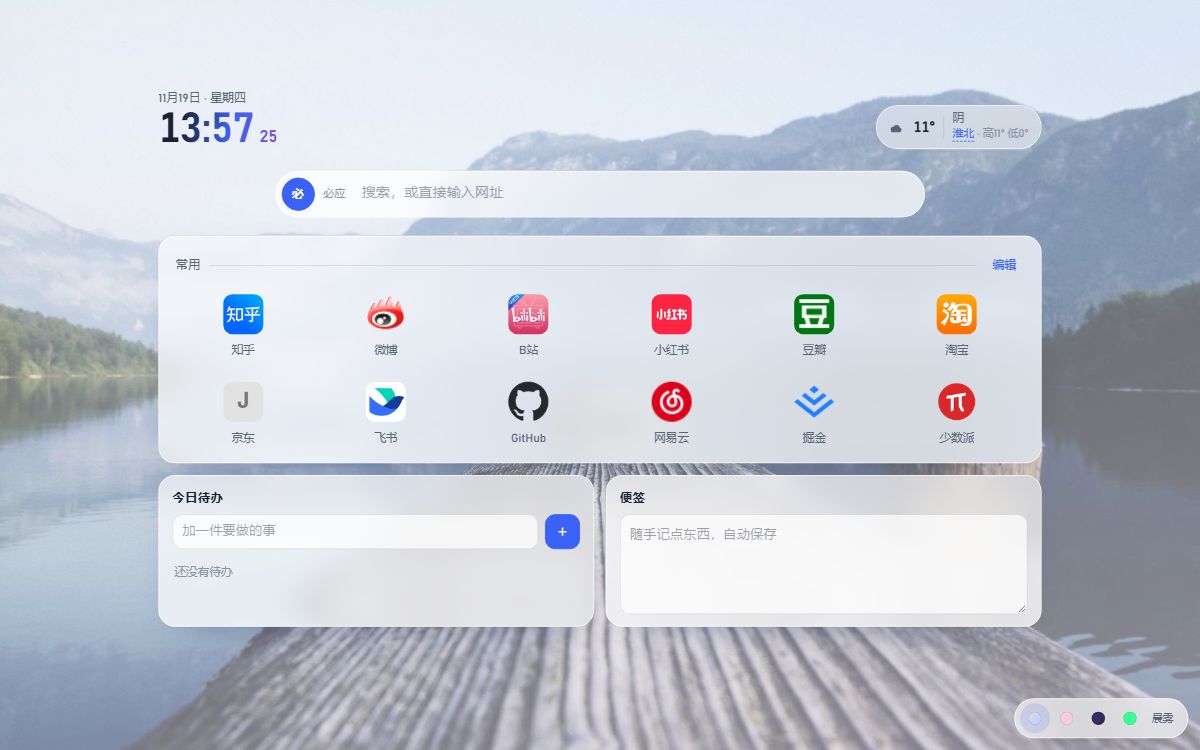 11月19日 · 星期四
13:57 25
11°
阴
淮北 · 高11° 低0°
必 必应 搜索，或直接输入网址
常用
编辑
知乎
WEB
bilibili
小红书
豆
淘
知乎 微博 B站 小红书 豆瓣 淘宝
J
京东 飞书 GitHub 网易云 掘金 少数派
今日待办
加一件要做的事
+
还没有待办
便签
随手记点东西，自动保存
晨雾